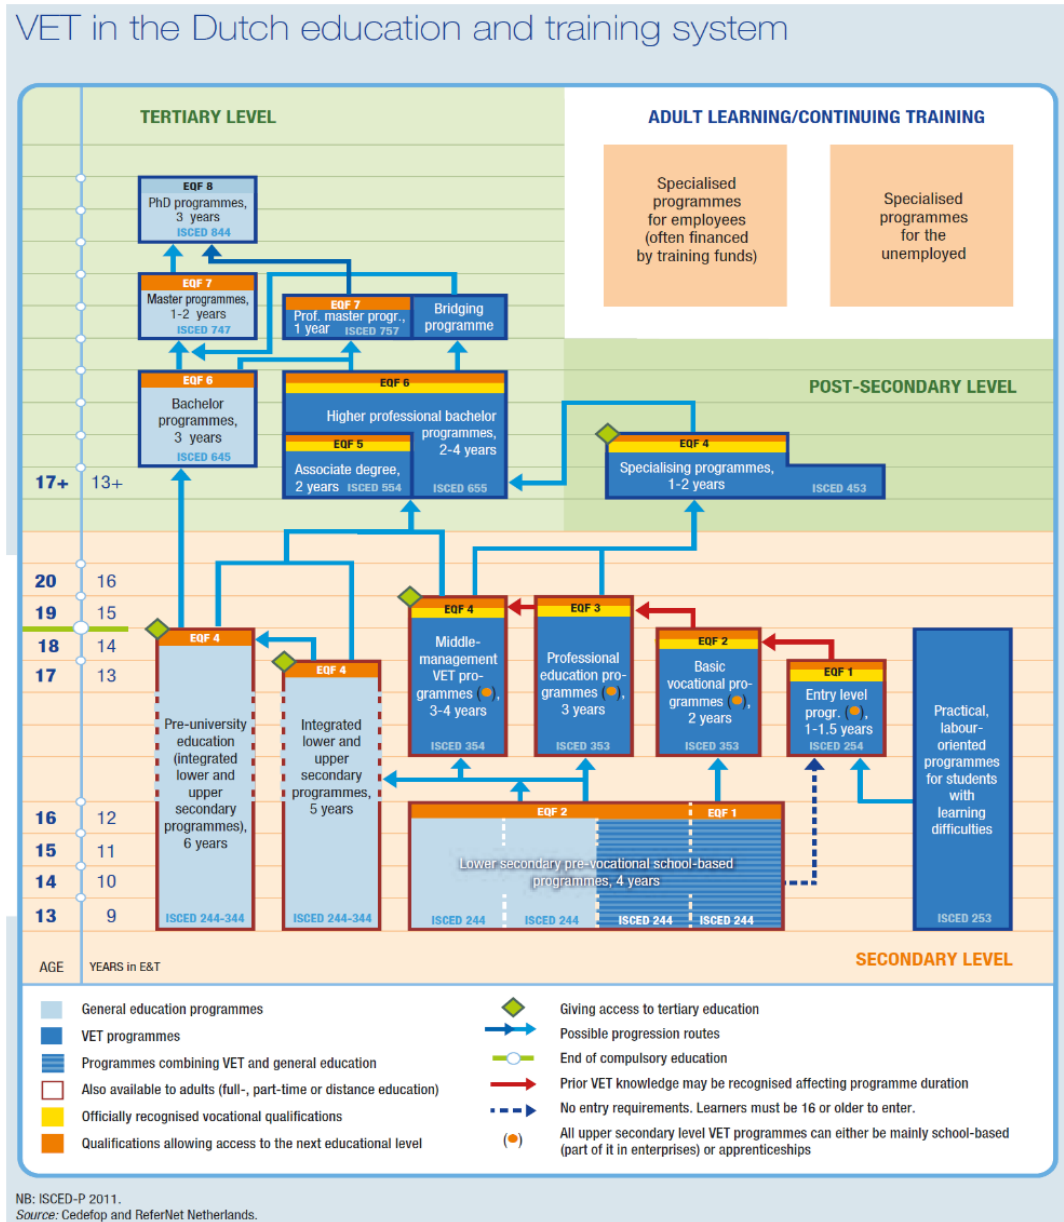 VET in the Dutch education and training system
TERTIARY LEVEL
ADULT LEARNING/CONTINUING TRAINING
Specialised
programmes
for employees
(often financed
by training funds)
Specialised
programmes
for the
unemployed
EQF 8
PhD programmes,
3 years
ISCED 844
EQF 7
Master programmes,
1-2 years
ISCED 747
EQF 7
Prof. master progr.,
1 year ISCED 757
Bridging
programme
POST-SECONDARY LEVEL
EQF 6
Bachelor
programmes,
3 years
ISCED 645
EQF 6
Higher professional bachelor
programmes,
2-4 years
ISCED 655
EQF 5
Associate degree,
2 years ISCED 554
EQF 4
Specialising programmes,
1-2 years
ISCED 453
17+ 13+
20 16
19 15
18 14
17 13
16 12
15 11
14 10
13 9
AGE YEARS in E&T
EQF 4
Pre-university
education
(integrated
lower and
upper
secondary
programmes),
6 years
ISCED 244-344
EQF 4
Integrated
lower and
upper
secondary
programmes,
5 years
ISCED 244-344
EQF 4
Middle-
management
VET pro-
grammes ( ),
3-4 years
ISCED 354
EQF 3
Professional
education pro-
grammes ( ),
3 years
ISCED 353
EQF 2
Basic
vocational pro-
grammes ( ),
2 years
ISCED 353
EQF 1
Entry level
progr. ( ),
1-1.5 years
ISCED 254
Practical,
labour-
oriented
programmes
for students
with
learning
difficulties
ISCED 253
EQF 2 EQF 1
Lower secondary pre-vocational school-based
programmes, 4 years
ISCED 244 ISCED 244 ISCED 244 ISCED 244
SECONDARY LEVEL
General education programmes
VET programmes
Programmes combining VET and general education
Also available to adults (full-, part-time or distance education)
Officially recognised vocational qualifications
Qualifications allowing access to the next educational level
Giving access to tertiary education
Possible progression routes
End of compulsory education
Prior VET knowledge may be recognised affecting programme duration
No entry requirements. Learners must be 16 or older to enter.
( ) All upper secondary level VET programmes can either be mainly school-based
(part of it in enterprises) or apprenticeships
NB: ISCED-P 2011.
Source: Cedefop and ReferNet Netherlands.